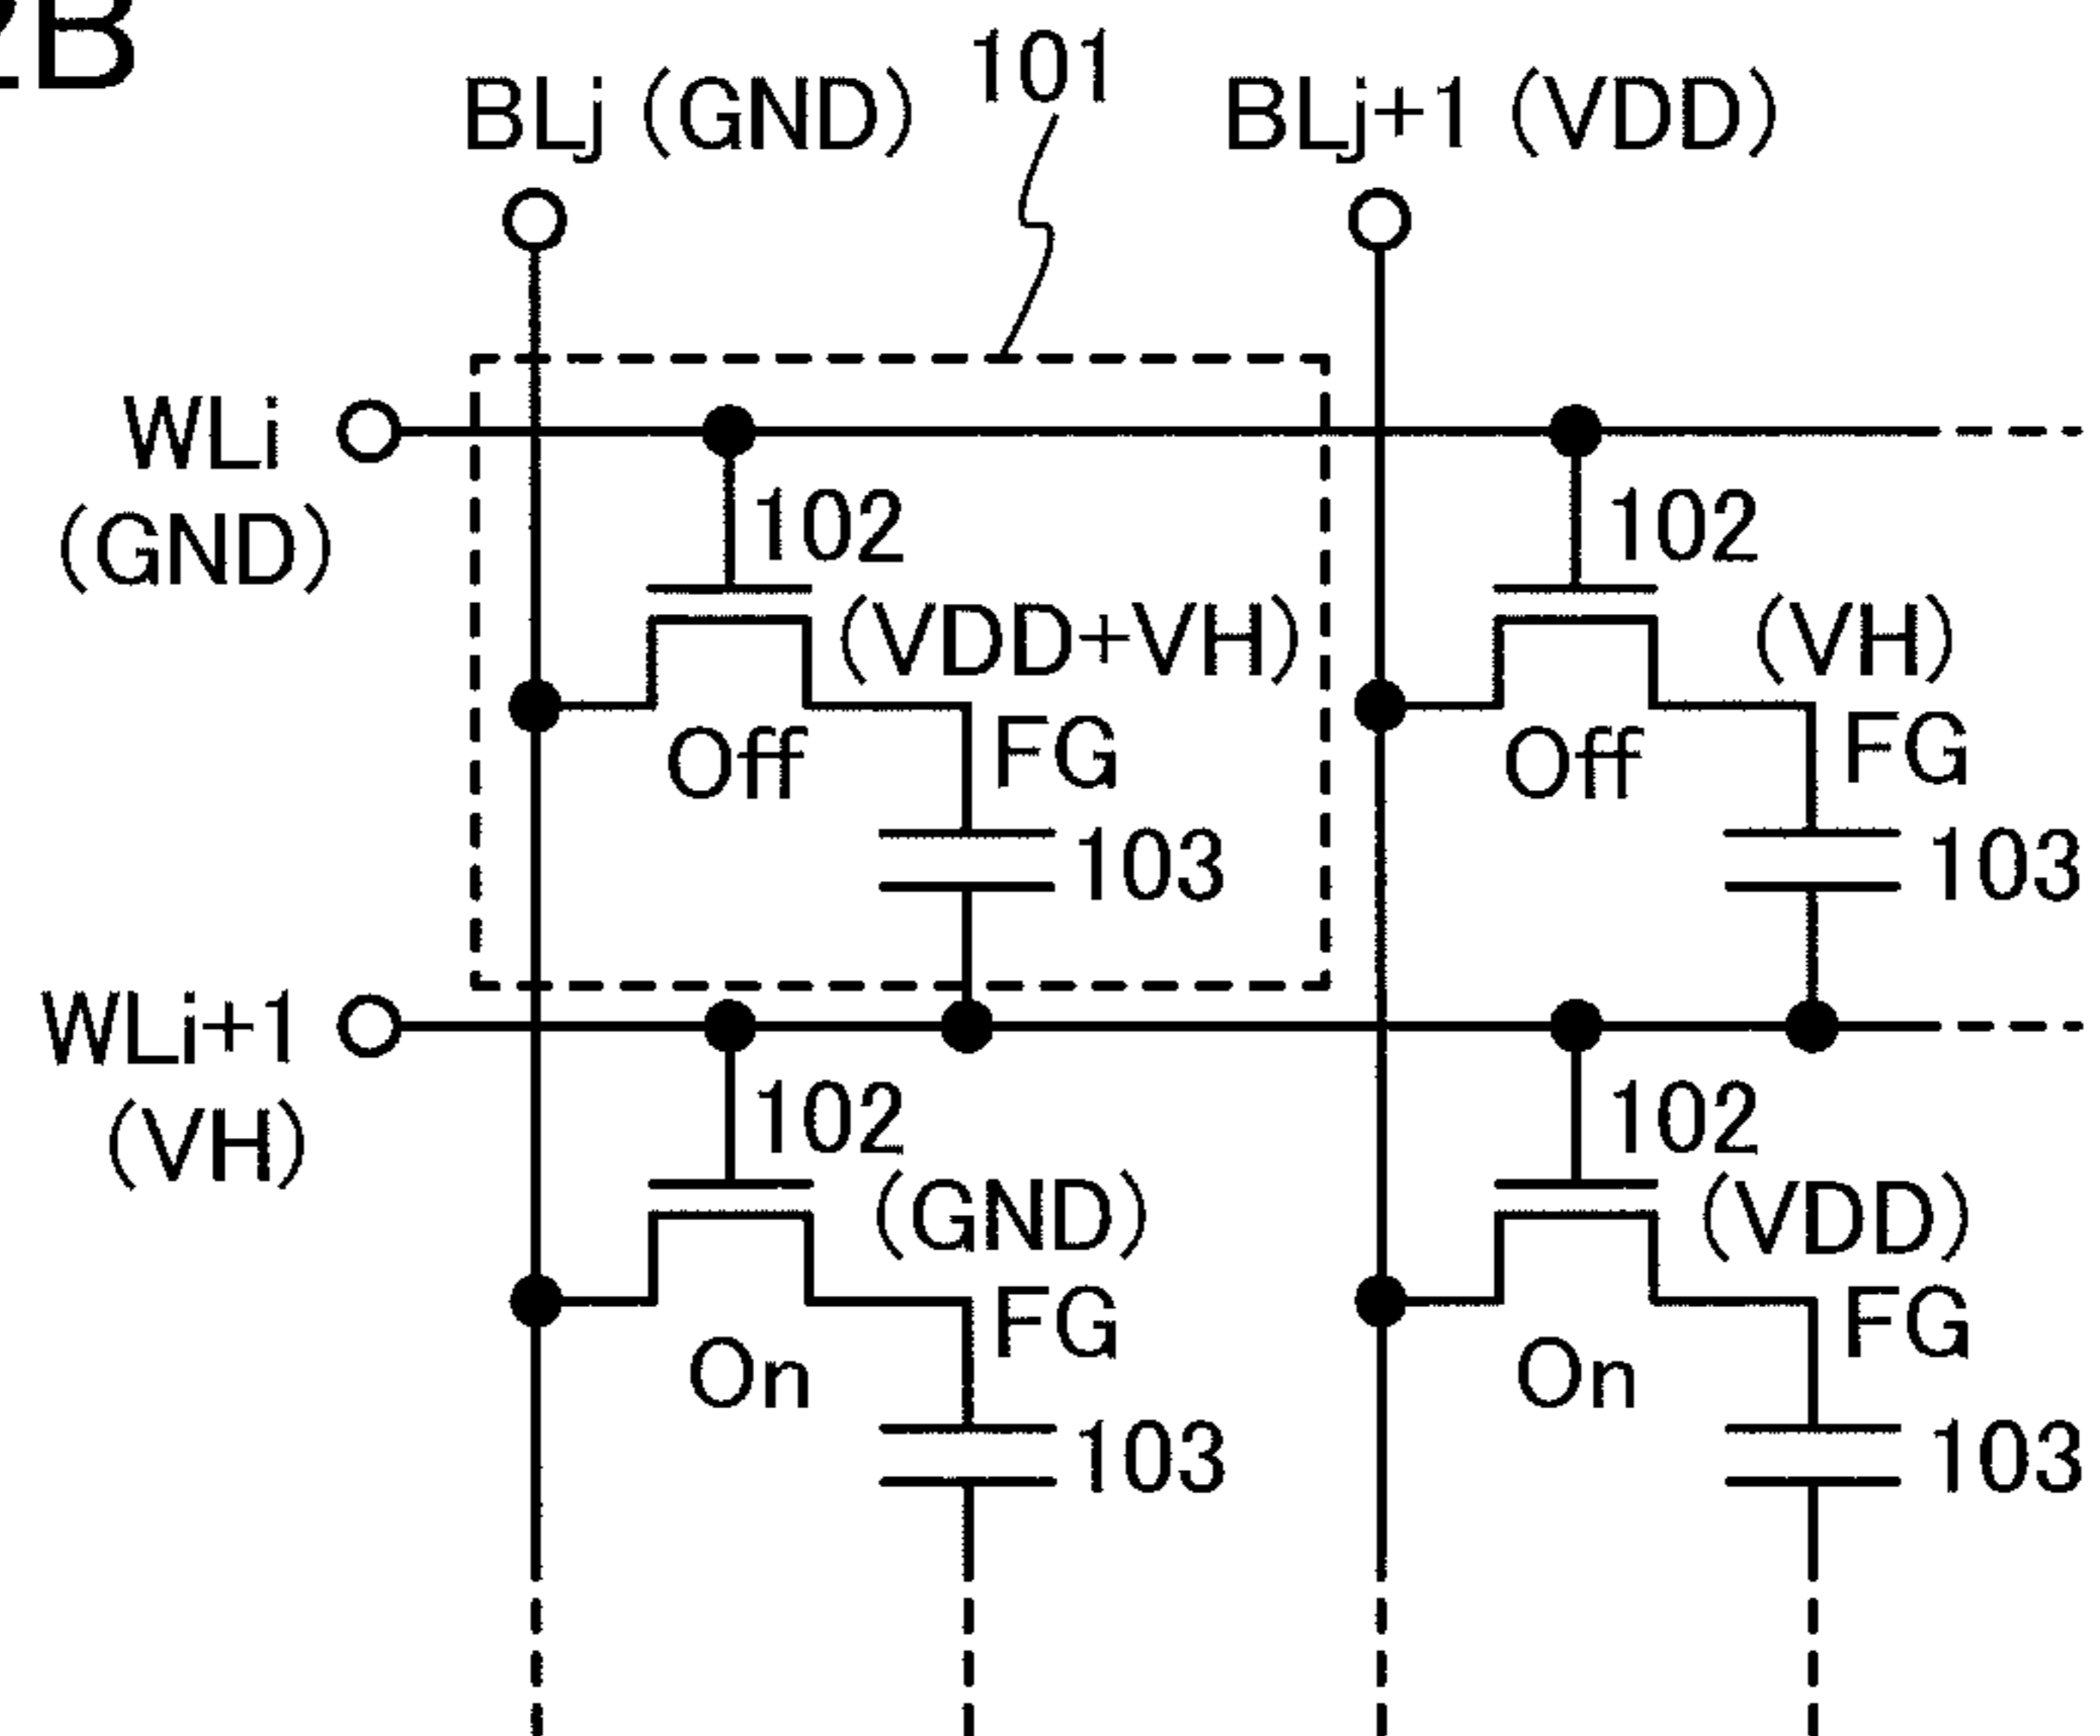 2B
101
BLj (GND) BLj+1 (VDD)
WLi
(GND)
102 102
(VDD+VH) (VH)
Off FG Off FG
103 103
WLi+1
(VH)
102 102
(GND) (VDD)
FG FG
On On
103 103